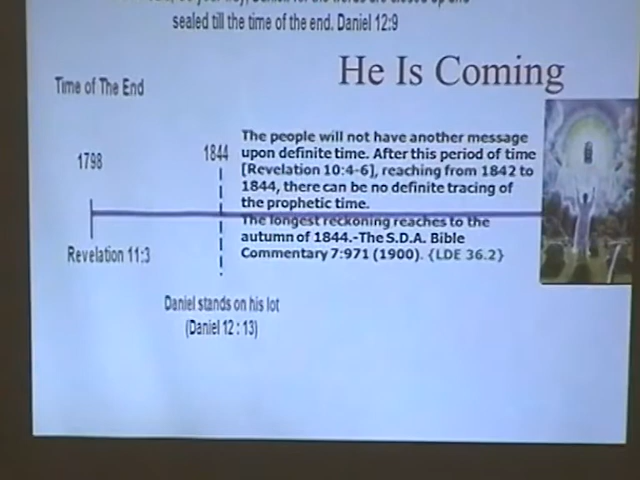 sealed till the time of the end. Daniel 12:9
He Is Coming
Time of The End
1798
1844
The people will not have another message
upon definite time. After this period of time
[Revelation 10:4-6], reaching from 1842 to
1844, there can be no definite tracing of
the prophetic time.
The longest reckoning reaches to the
autumn of 1844.-The S.D.A. Bible
Commentary 7:971 (1900). {LDE 36.2}
Revelation 11:3
Daniel stands on his lot
(Daniel 12 : 13)